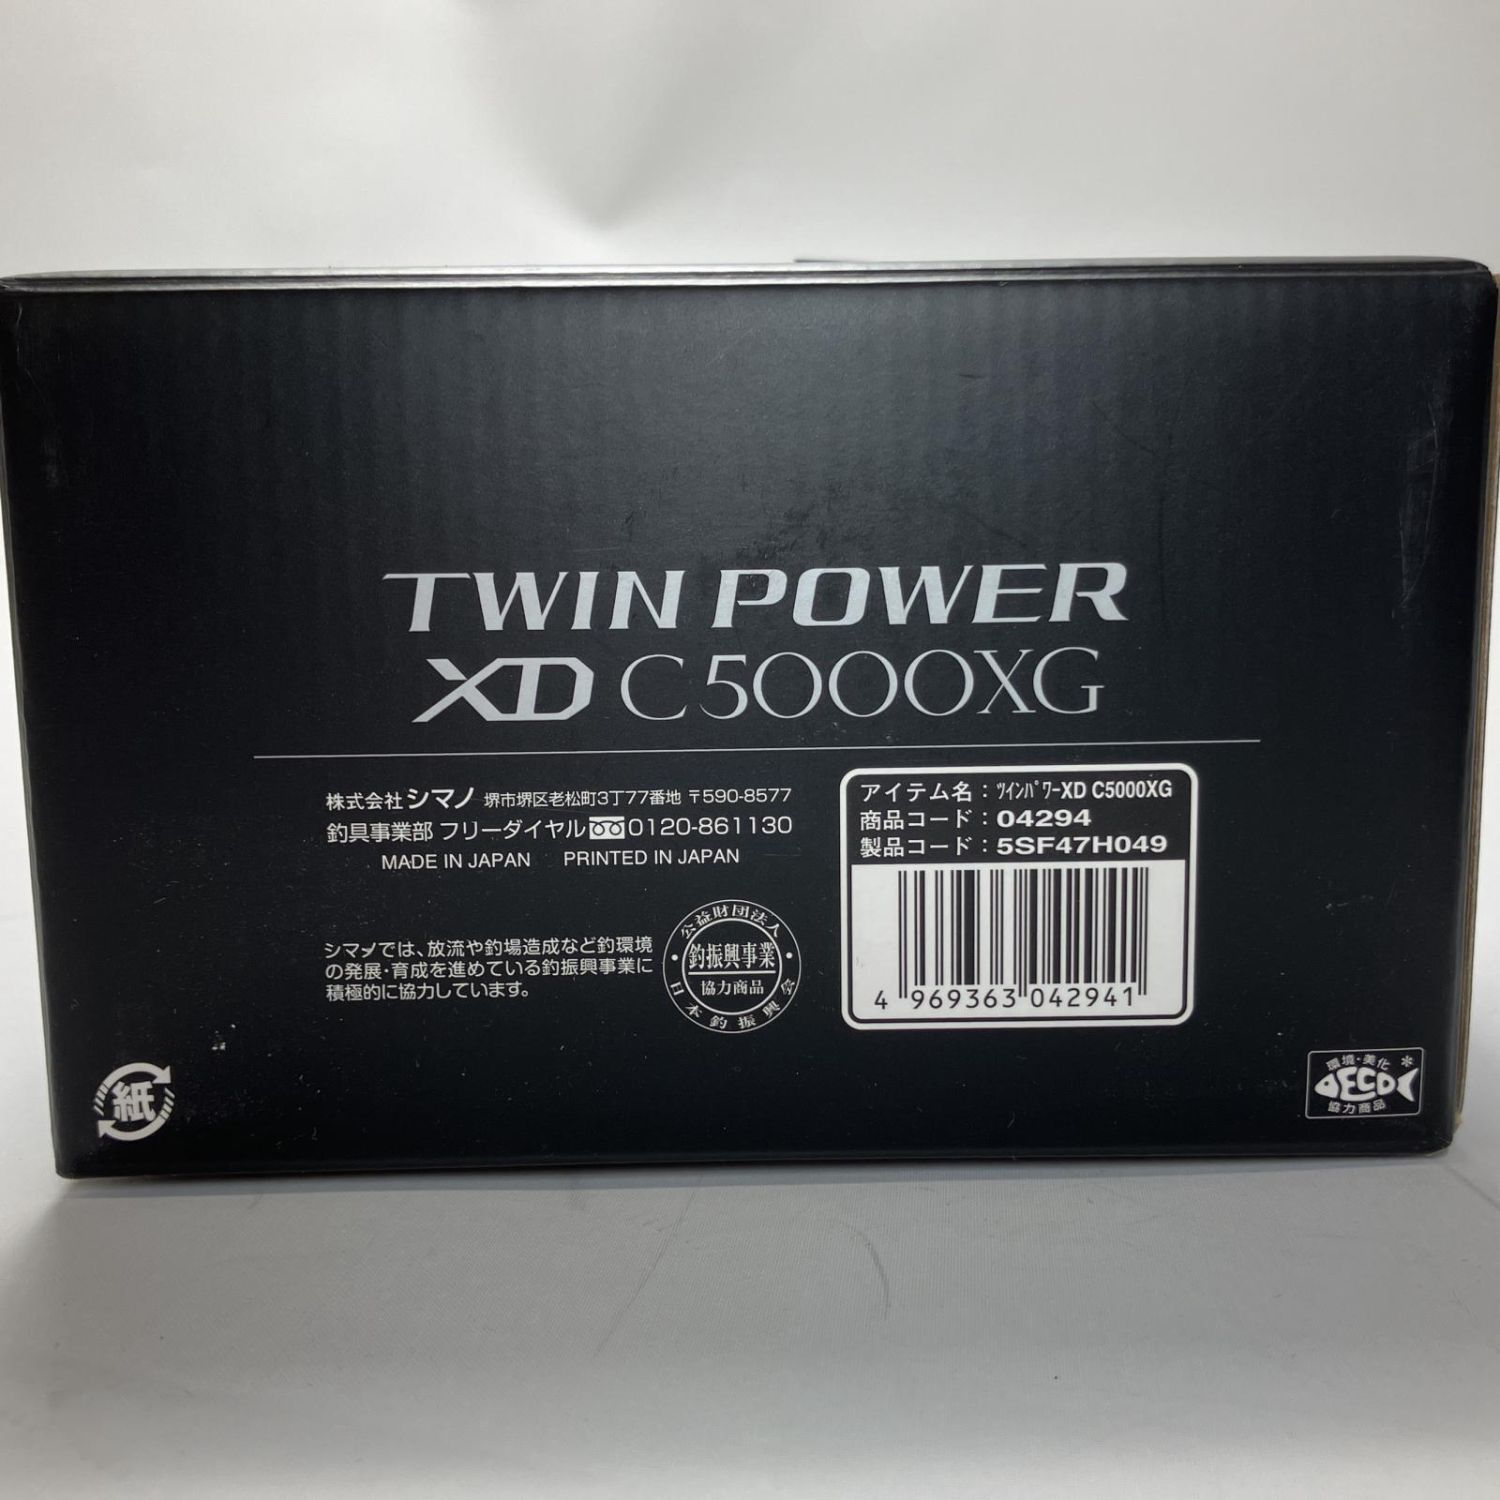 TWIN POWER
XD C5000XG
株式会社シマノ 堺市堺区老松町3丁77番地 〒590-8577
釣具事業部 フリーダイヤル 0120-861130
MADE IN JAPAN PRINTED IN JAPAN
シマノでは、放流や釣場造成など釣環境
の発展・育成を進めている釣振興事業に
積極的に協力しています。
公益財団法人
釣振興事業
協力商品
日本釣振興会
アイテム名：ﾂｲﾝﾊﾟﾜｰXD C5000XG
商品コード：04294
製品コード：5SF47H049
4 969363 042941
紙
環境・美化
ECO
協力商品